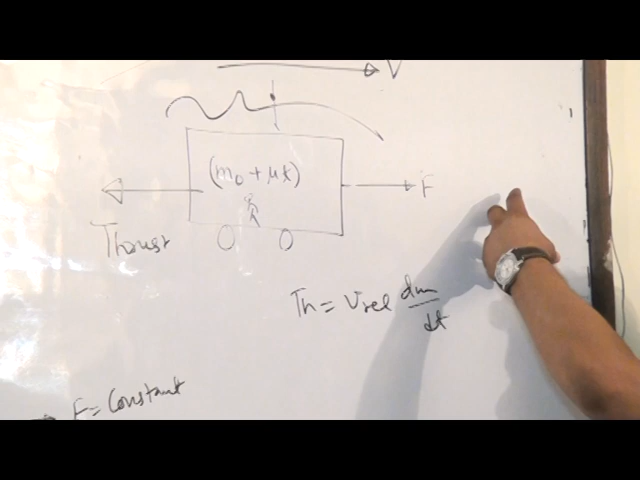 V
(m₀ + μt)
F
Thrust
Th = Vrel dm/dt
F = Constant